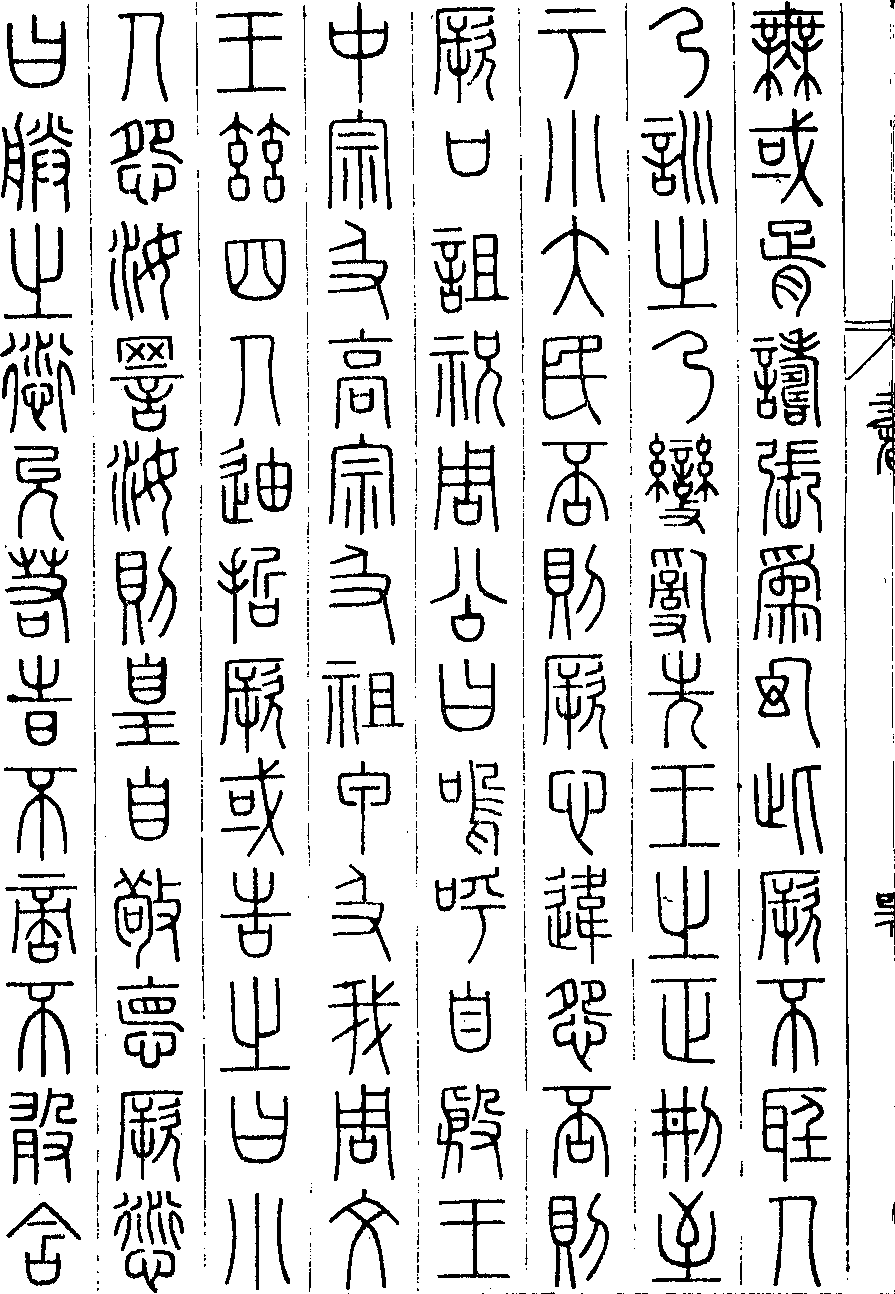 無或胥譸張為幻此厥不聽人
乃訓之乃變亂先王之正刑至
于小大民否則厥心違怨否則
厥口詛祝周公曰嗚呼自殷王
中宗及高宗及祖甲及我周文
王茲四人迪哲厥或告之曰小
人怨汝詈汝則皇自敬德厥愆
曰朕之愆允若時不啻不敢含